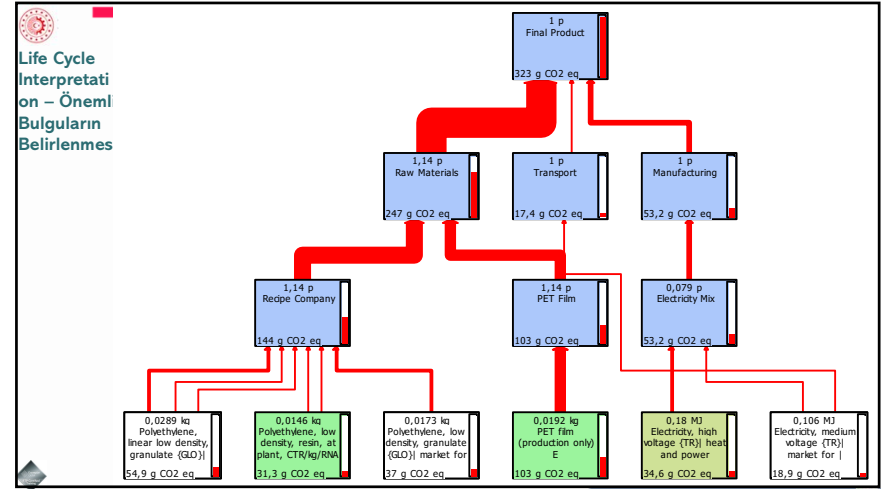 Life Cycle
Interpretati
on – Önemli
Bulguların
Belirlenmes
1 p
Final Product
323 g CO2 eq
1,14 p
Raw Materials
247 g CO2 eq
1 p
Transport
17,4 g CO2 eq
1 p
Manufacturing
53,2 g CO2 eq
1,14 p
Recipe Company
144 g CO2 eq
1,14 p
PET Film
103 g CO2 eq
0,079 p
Electricity Mix
53,2 g CO2 eq
0,0289 kg
Polyethylene,
linear low density,
granulate {GLO}|
54,9 g CO2 eq
0,0146 kg
Polyethylene, low
density, resin, at
plant, CTR/kg/RNA
31,3 g CO2 eq
0,0173 kg
Polyethylene, low
density, granulate
{GLO}| market for
37 g CO2 eq
0,0192 kg
PET film
(production only)
E
103 g CO2 eq
0,18 MJ
Electricity, high
voltage {TR}| heat
and power
34,6 g CO2 eq
0,106 MJ
Electricity, medium
voltage {TR}|
market for |
18,9 g CO2 eq